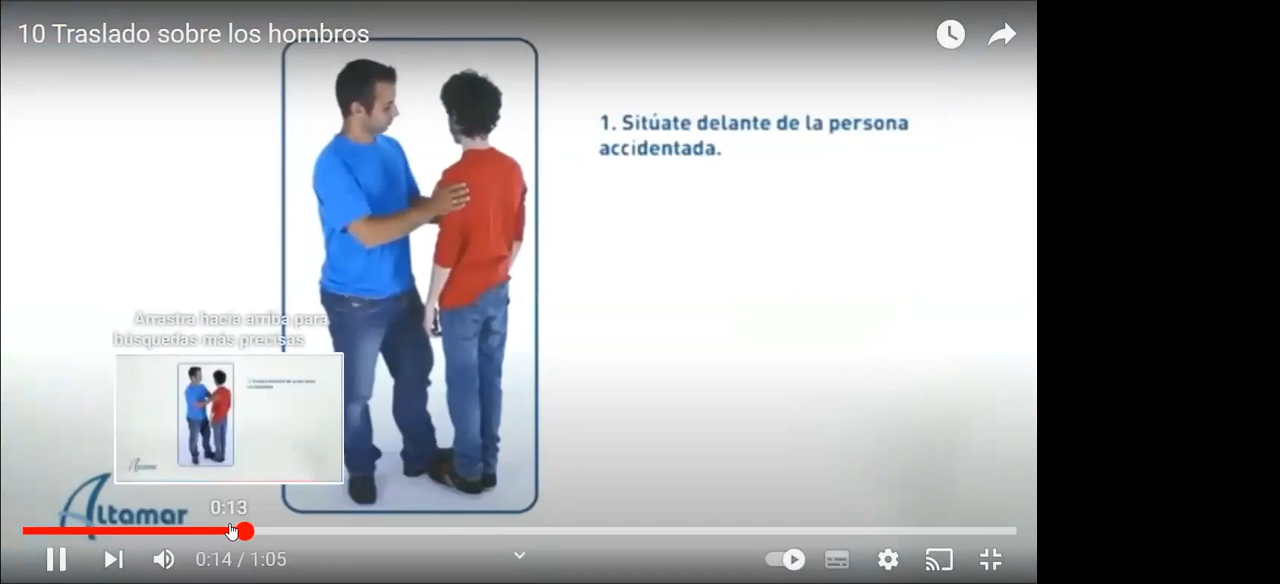 10 Traslado sobre los hombros
1. Sitúate delante de la persona
accidentada.
Arrastra hacia arriba para
búsquedas más precisas
Altamar
0:13
0:14 / 1:05